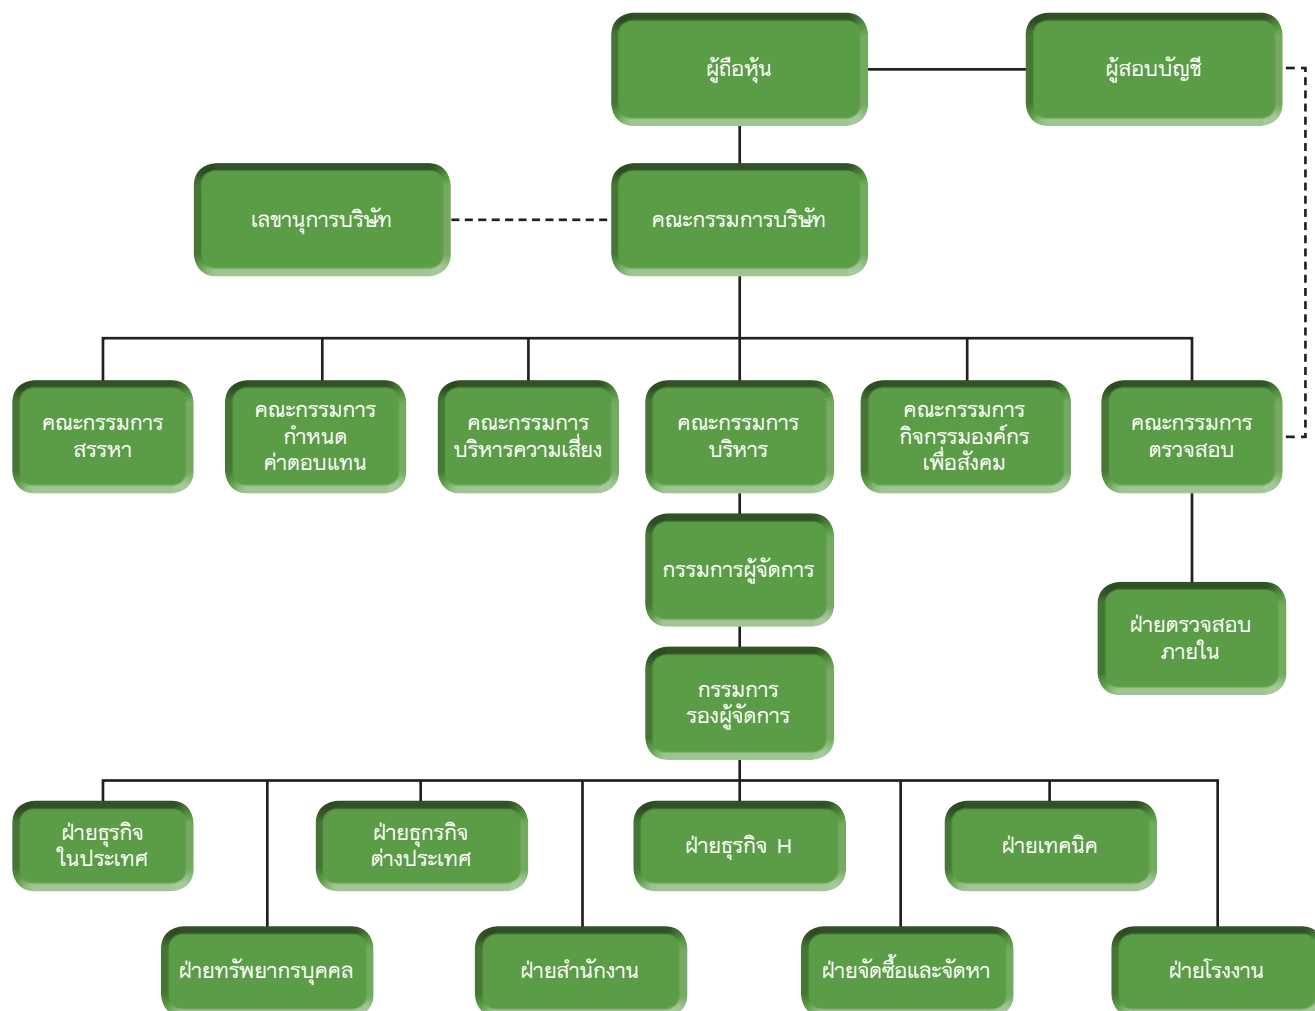 ผู้ถือหุ้น
ผู้สอบบัญชี
เลขานุการบริษัท
คณะกรรมการบริษัท
คณะกรรมการ
สรรหา
คณะกรรมการ
กำหนด
ค่าตอบแทน
คณะกรรมการ
บริหารความเสี่ยง
คณะกรรมการ
บริหาร
คณะกรรมการ
กิจกรรมองค์กร
เพื่อสังคม
คณะกรรมการ
ตรวจสอบ
กรรมการผู้จัดการ
ฝ่ายตรวจสอบ
ภายใน
กรรมการ
รองผู้จัดการ
ฝ่ายธุรกิจ
ในประเทศ
ฝ่ายธุกรกิจ
ต่างประเทศ
ฝ่ายธุรกิจ H
ฝ่ายเทคนิค
ฝ่ายทรัพยากรบุคคล
ฝ่ายสำนักงาน
ฝ่ายจัดซื้อและจัดหา
ฝ่ายโรงงาน